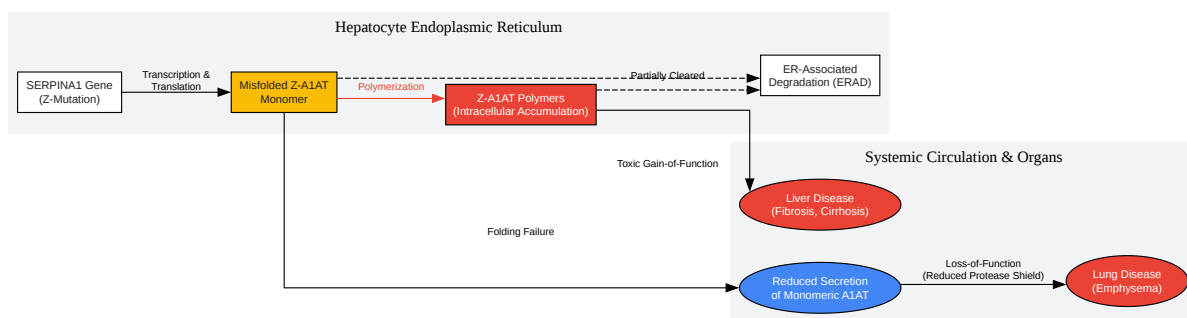 Hepatocyte Endoplasmic Reticulum
SERPINA1 Gene
(Z-Mutation)
Transcription &
Translation
Misfolded Z-A1AT
Monomer
Polymerization
Z-A1AT Polymers
(Intracellular Accumulation)
Partially Cleared
ER-Associated
Degradation (ERAD)
Systemic Circulation & Organs
Toxic Gain-of-Function
Liver Disease
(Fibrosis, Cirrhosis)
Folding Failure
Reduced Secretion
of Monomeric A1AT
Loss-of-Function
(Reduced Protease Shield)
Lung Disease
(Emphysema)